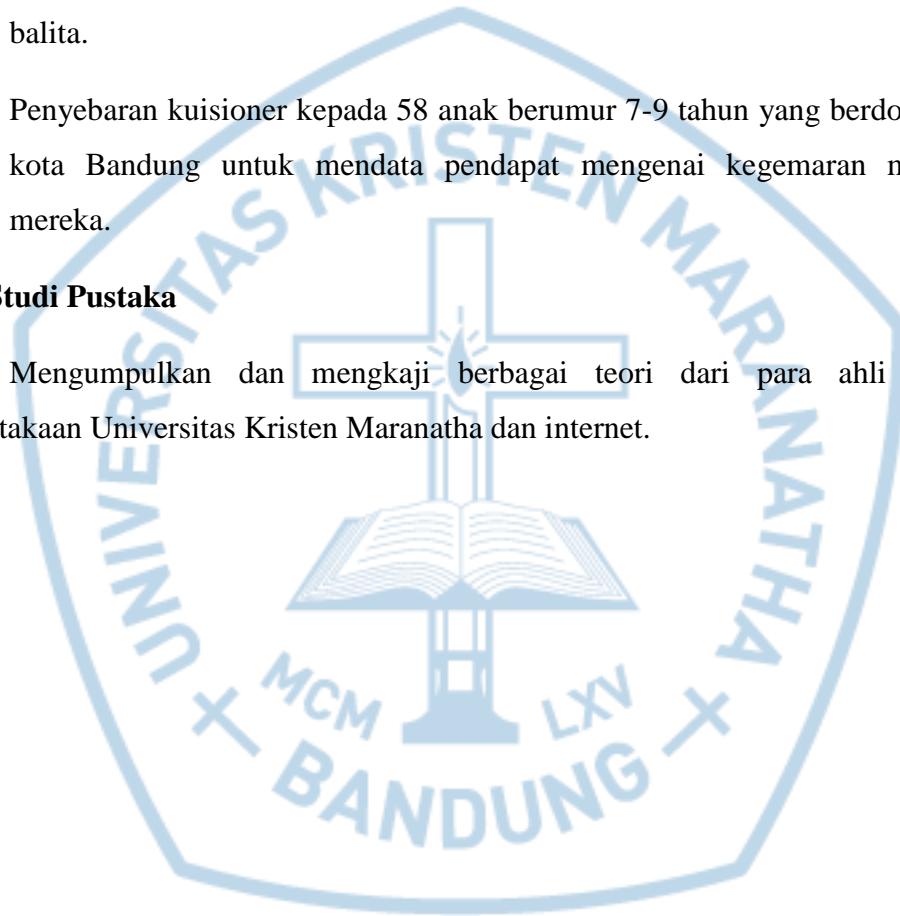 balita.
Penyebaran kuisioner kepada 58 anak berumur 7-9 tahun yang berdo
kota Bandung untuk mendata pendapat mengenai kegemaran m
mereka.
Studi Pustaka
Mengumpulkan dan mengkaji berbagai teori dari para ahli
takaan Universitas Kristen Maranatha dan internet.
UNIVERSITAS KRISTEN MARANATHA
MCM LXV
BANDUNG